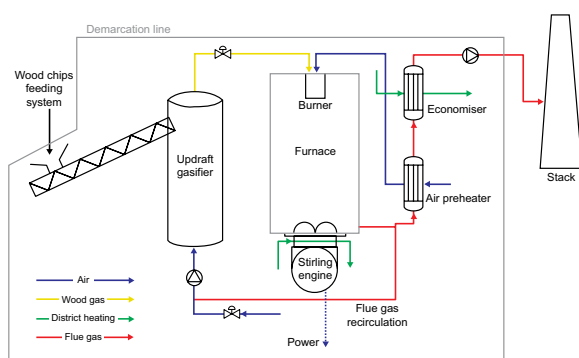 Demarcation line
Wood chips
feeding
system
Burner
Economiser
Updraft
gasifier
Furnace
Stack
Air preheater
Stirling
engine
Air
Wood gas
District heating
Flue gas
Flue gas
recirculation
Power